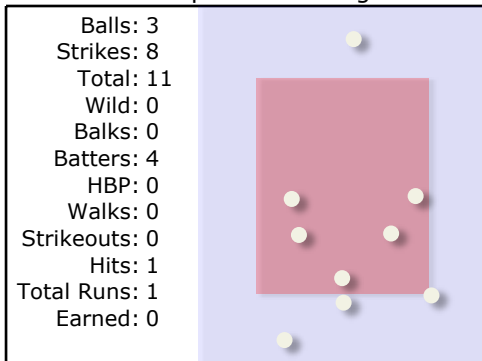 Balls: 3
Strikes: 8
Total: 11
Wild: 0
Balks: 0
Batters: 4
HBP: 0
Walks: 0
Strikeouts: 0
Hits: 1
Total Runs: 1
Earned: 0